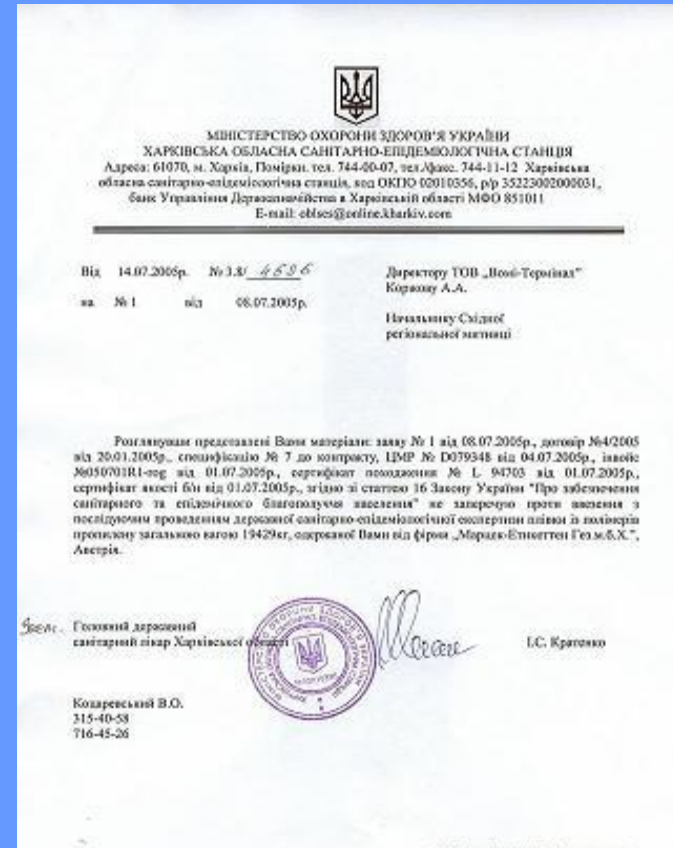 МІНІСТЕРСТВО ОХОРОНИ ЗДОРОВ'Я УКРАЇНИ
ХАРКІВСЬКА ОБЛАСНА САНІТАРНО-ЕПІДЕМІОЛОГІЧНА СТАНЦІЯ
Адреса: 61070, м. Харків, Помірки. тел. 744-00-07, тел./факс. 744-11-12 Харківська
обласна санітарно-епідеміологічна станція, код ОКПО 02010356, р/р 35223002000031,
банк Управління Держказначейства в Харківській області МФО 851011
E-mail: oblses@online.kharkiv.com
Від 14.07.2005р. № 3.8/ 4696
на № 1 від 08.07.2005р.
Директору ТОВ „Вомі-Термінал"
Коржову А.А.
Начальнику Східної
регіональної митниці
Розглянувши представлені Вами матеріали: заяву № 1 від 08.07.2005р., договір №4/2005
від 20.01.2005р., специфікацію № 7 до контракту, ЦМР № D079348 від 04.07.2005р., інвойс
№050701R1-rog від 01.07.2005р., сертифікат походження № L 94703 від 01.07.2005р.,
сертифікат якості б/н від 01.07.2005р., згідно зі статтею 16 Закону України "Про забезпечення
санітарного та епідемічного благополуччя населення" не заперечую проти ввезення з
послідуючим проведенням державної санітарно-епідеміологічної експертизи плівки із полімерів
пропілену загальною вагою 19429кг, одержаної Вами від фірми „Марцек-Етикеттен Гез.м.б.Х.",
Австрія.
Головний державний
санітарний лікар Харківської області
І.С. Кратенко
Коцаревський В.О.
315-40-58
716-45-26